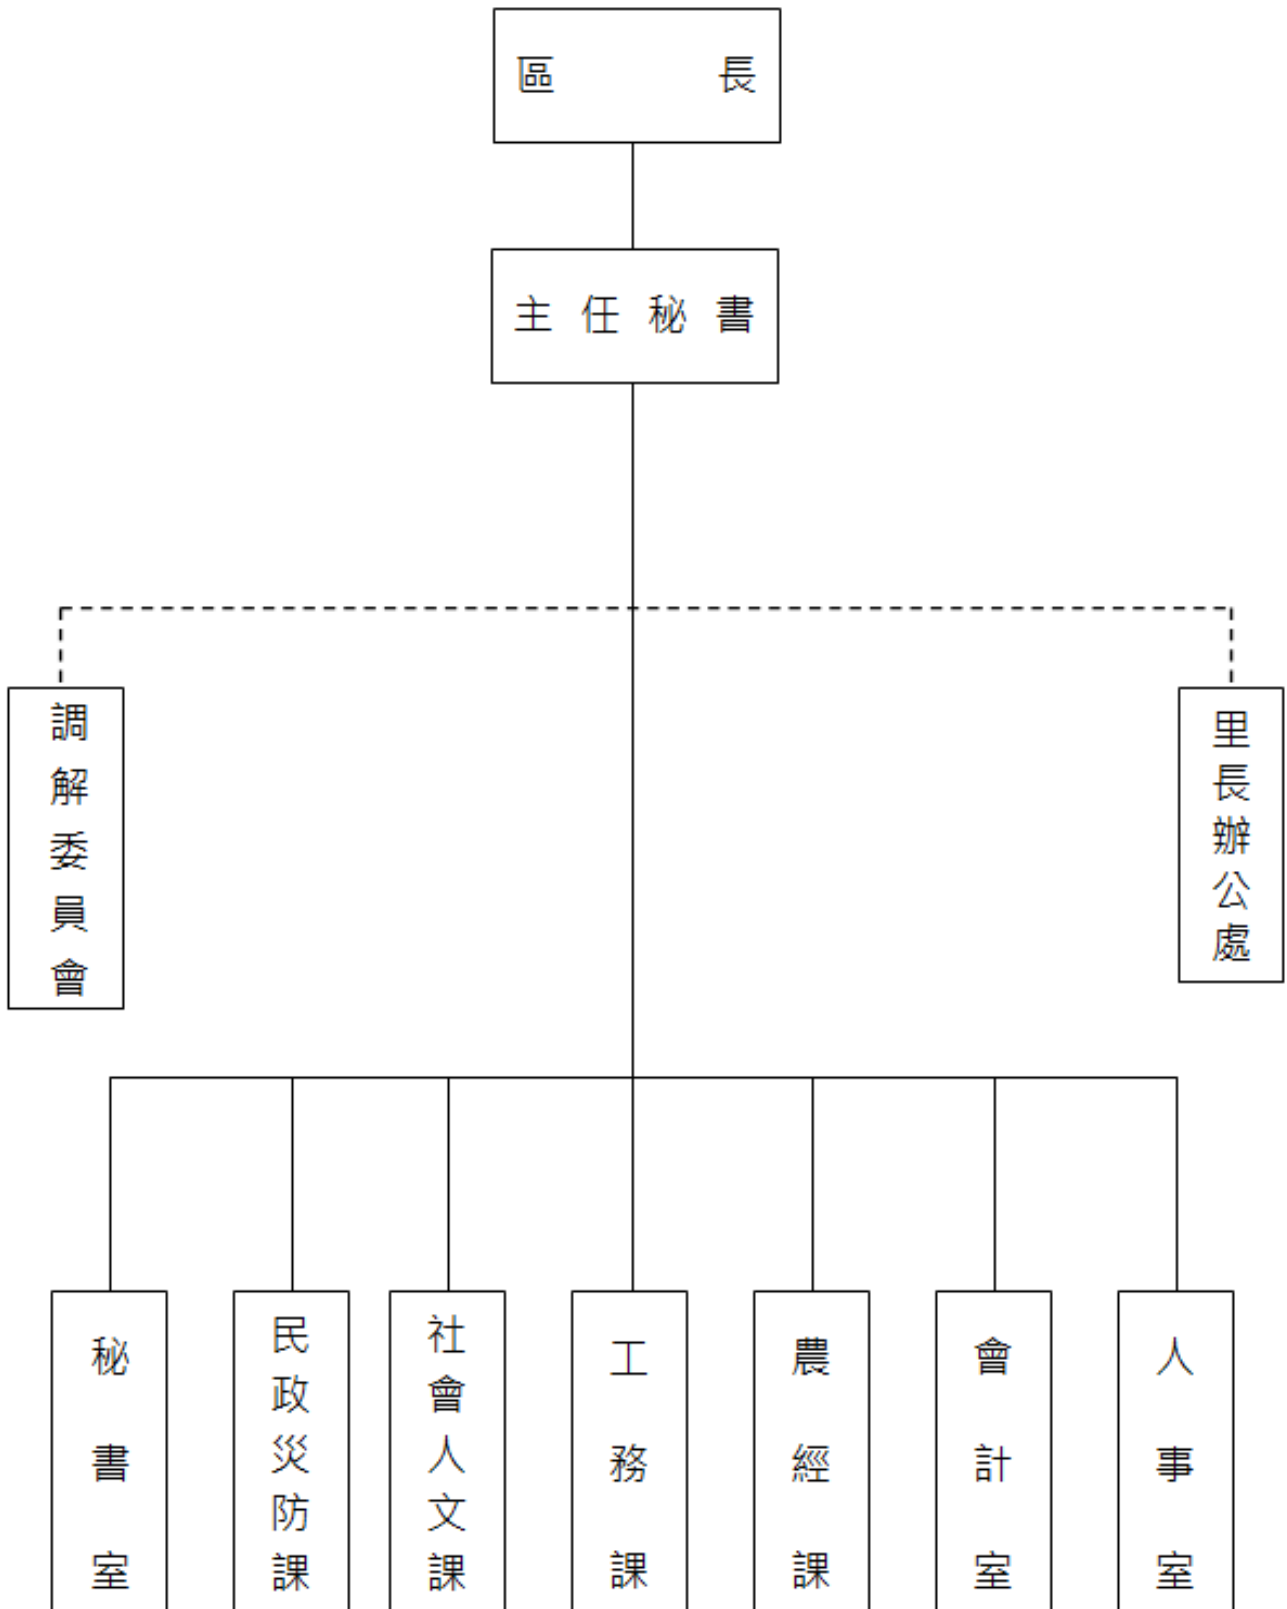 區長
主任秘書
調解委員會
里長辦公處
秘書室
民政災防課
社會人文課
工務課
農經課
會計室
人事室